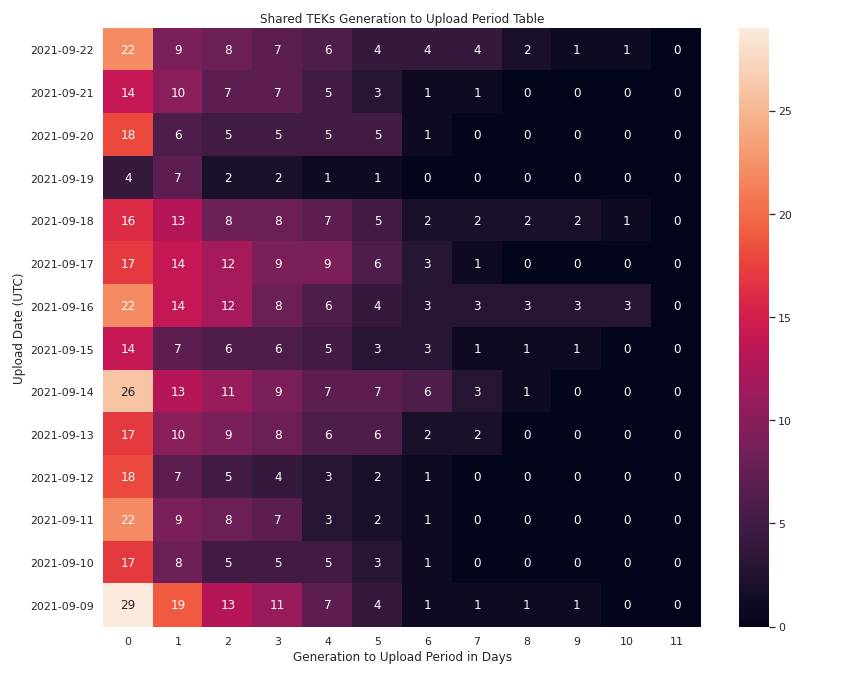 Shared TEKs Generation to Upload Period Table
Upload Date (UTC)
2021-09-22 22 9 8 7 6 4 4 4 2 1 1 0
2021-09-21 14 10 7 7 5 3 1 1 0 0 0 0
2021-09-20 18 6 5 5 5 5 1 0 0 0 0 0
2021-09-19 4 7 2 2 1 1 0 0 0 0 0 0
2021-09-18 16 13 8 8 7 5 2 2 2 2 1 0
2021-09-17 17 14 12 9 9 6 3 1 0 0 0 0
2021-09-16 22 14 12 8 6 4 3 3 3 3 3 0
2021-09-15 14 7 6 6 5 3 3 1 1 1 0 0
2021-09-14 26 13 11 9 7 7 6 3 1 0 0 0
2021-09-13 17 10 9 8 6 6 2 2 0 0 0 0
2021-09-12 18 7 5 4 3 2 1 0 0 0 0 0
2021-09-11 22 9 8 7 3 2 1 0 0 0 0 0
2021-09-10 17 8 5 5 5 3 1 0 0 0 0 0
2021-09-09 29 19 13 11 7 4 1 1 1 1 0 0
0 1 2 3 4 5 6 7 8 9 10 11
Generation to Upload Period in Days
25
20
15
10
5
0